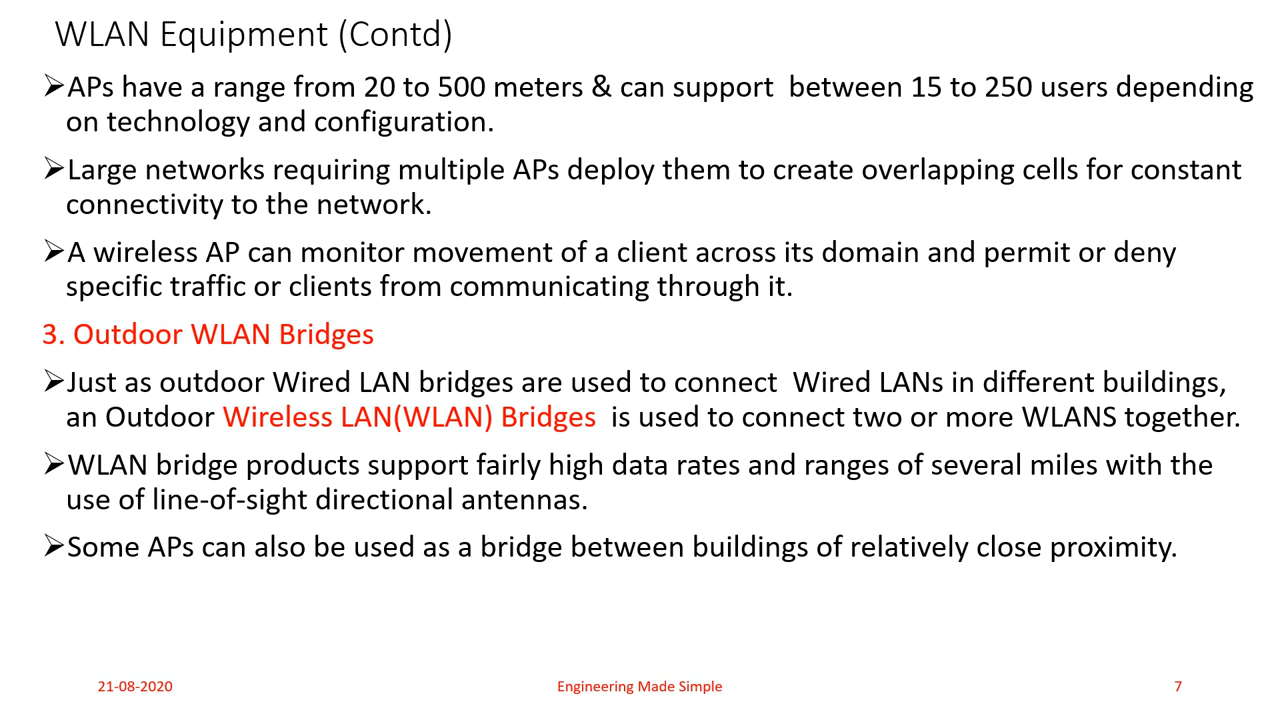 WLAN Equipment (Contd)
➢APs have a range from 20 to 500 meters & can support between 15 to 250 users depending
on technology and configuration.
➢Large networks requiring multiple APs deploy them to create overlapping cells for constant
connectivity to the network.
➢A wireless AP can monitor movement of a client across its domain and permit or deny
specific traffic or clients from communicating through it.
3. Outdoor WLAN Bridges
➢Just as outdoor Wired LAN bridges are used to connect Wired LANs in different buildings,
an Outdoor Wireless LAN(WLAN) Bridges is used to connect two or more WLANS together.
➢WLAN bridge products support fairly high data rates and ranges of several miles with the
use of line-of-sight directional antennas.
➢Some APs can also be used as a bridge between buildings of relatively close proximity.
21-08-2020 Engineering Made Simple 7